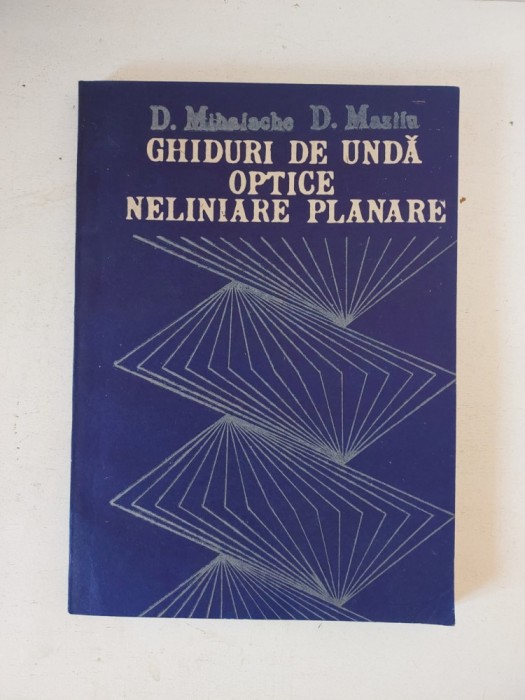 D. Mihalache D. Mazilu
GHIDURI DE UNDĂ
OPTICE
NELINIARE PLANARE